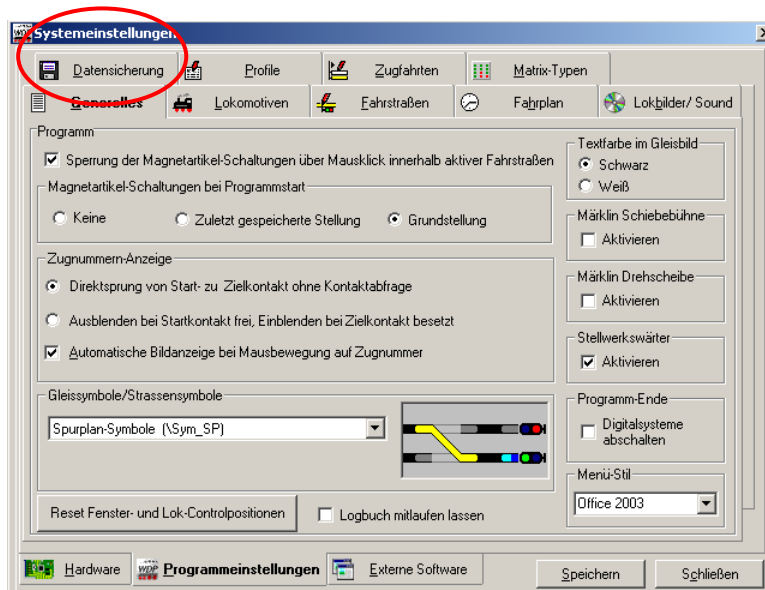 Systemeinstellungen
Datensicherung Profile Zugfahrten Matrix-Typen
Generelles Lokomotiven Fahrstraßen Fahrplan Lokbilder/ Sound
Programm
Sperrung der Magnetartikel-Schaltungen über Mausklick innerhalb aktiver Fahrstraßen
Magnetartikel-Schaltungen bei Programmstart
Keine Zuletzt gespeicherte Stellung Grundstellung
Zugnummern-Anzeige
Direktsprung von Start- zu Zielkontakt ohne Kontaktabfrage
Ausblenden bei Startkontakt frei, Einblenden bei Zielkontakt besetzt
Automatische Bildanzeige bei Mausbewegung auf Zugnummer
Gleissymbole/Strassensymbole
Spurplan-Symbole (\Sym_SP)
Reset Fenster- und Lok-Controlpositionen Logbuch mitlaufen lassen
Textfarbe im Gleisbild
Schwarz
Weiß
Märklin Schiebebühne
Aktivieren
Märklin Drehscheibe
Aktivieren
Stellwerkswärter
Aktivieren
Programm-Ende
Digitalsysteme
abschalten
Menü-Stil
Office 2003
Hardware WDP Programmeinstellungen Externe Software Speichern Schließen